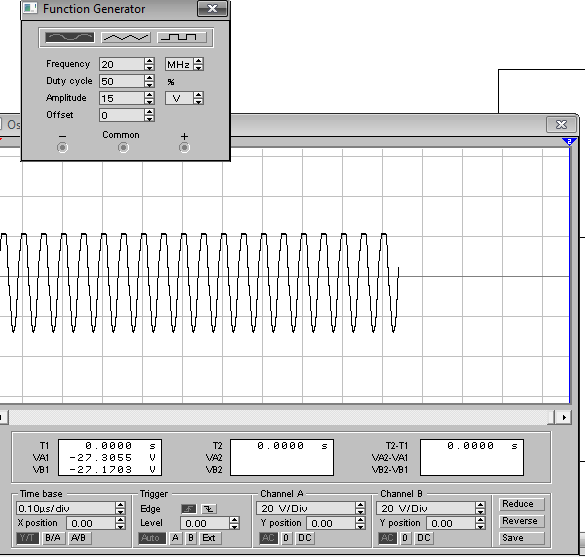 Function Generator
Frequency 20 MHz
Duty cycle 50 %
Amplitude 15 V
Offset 0
− Common +
Os
2
T1 0.0000 s T2 0.0000 s T2-T1 0.0000 s
VA1 -27.3055 V VA2 VA2-VA1
VB1 -27.1703 V VB2 VB2-VB1
Time base Trigger Channel A Channel B Reduce
0.10µs/div Edge 20 V/Div 20 V/Div
X position 0.00 Level 0.00 Y position 0.00 Y position 0.00 Reverse
Y/T B/A A/B Auto A B Ext AC 0 DC AC 0 DC Save